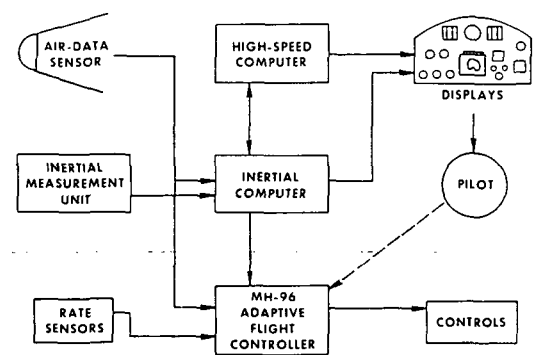 AIR-DATA
SENSOR
HIGH-SPEED
COMPUTER
DISPLAYS
INERTIAL
MEASUREMENT
UNIT
INERTIAL
COMPUTER
PILOT
RATE
SENSORS
MH-96
ADAPTIVE
FLIGHT
CONTROLLER
CONTROLS